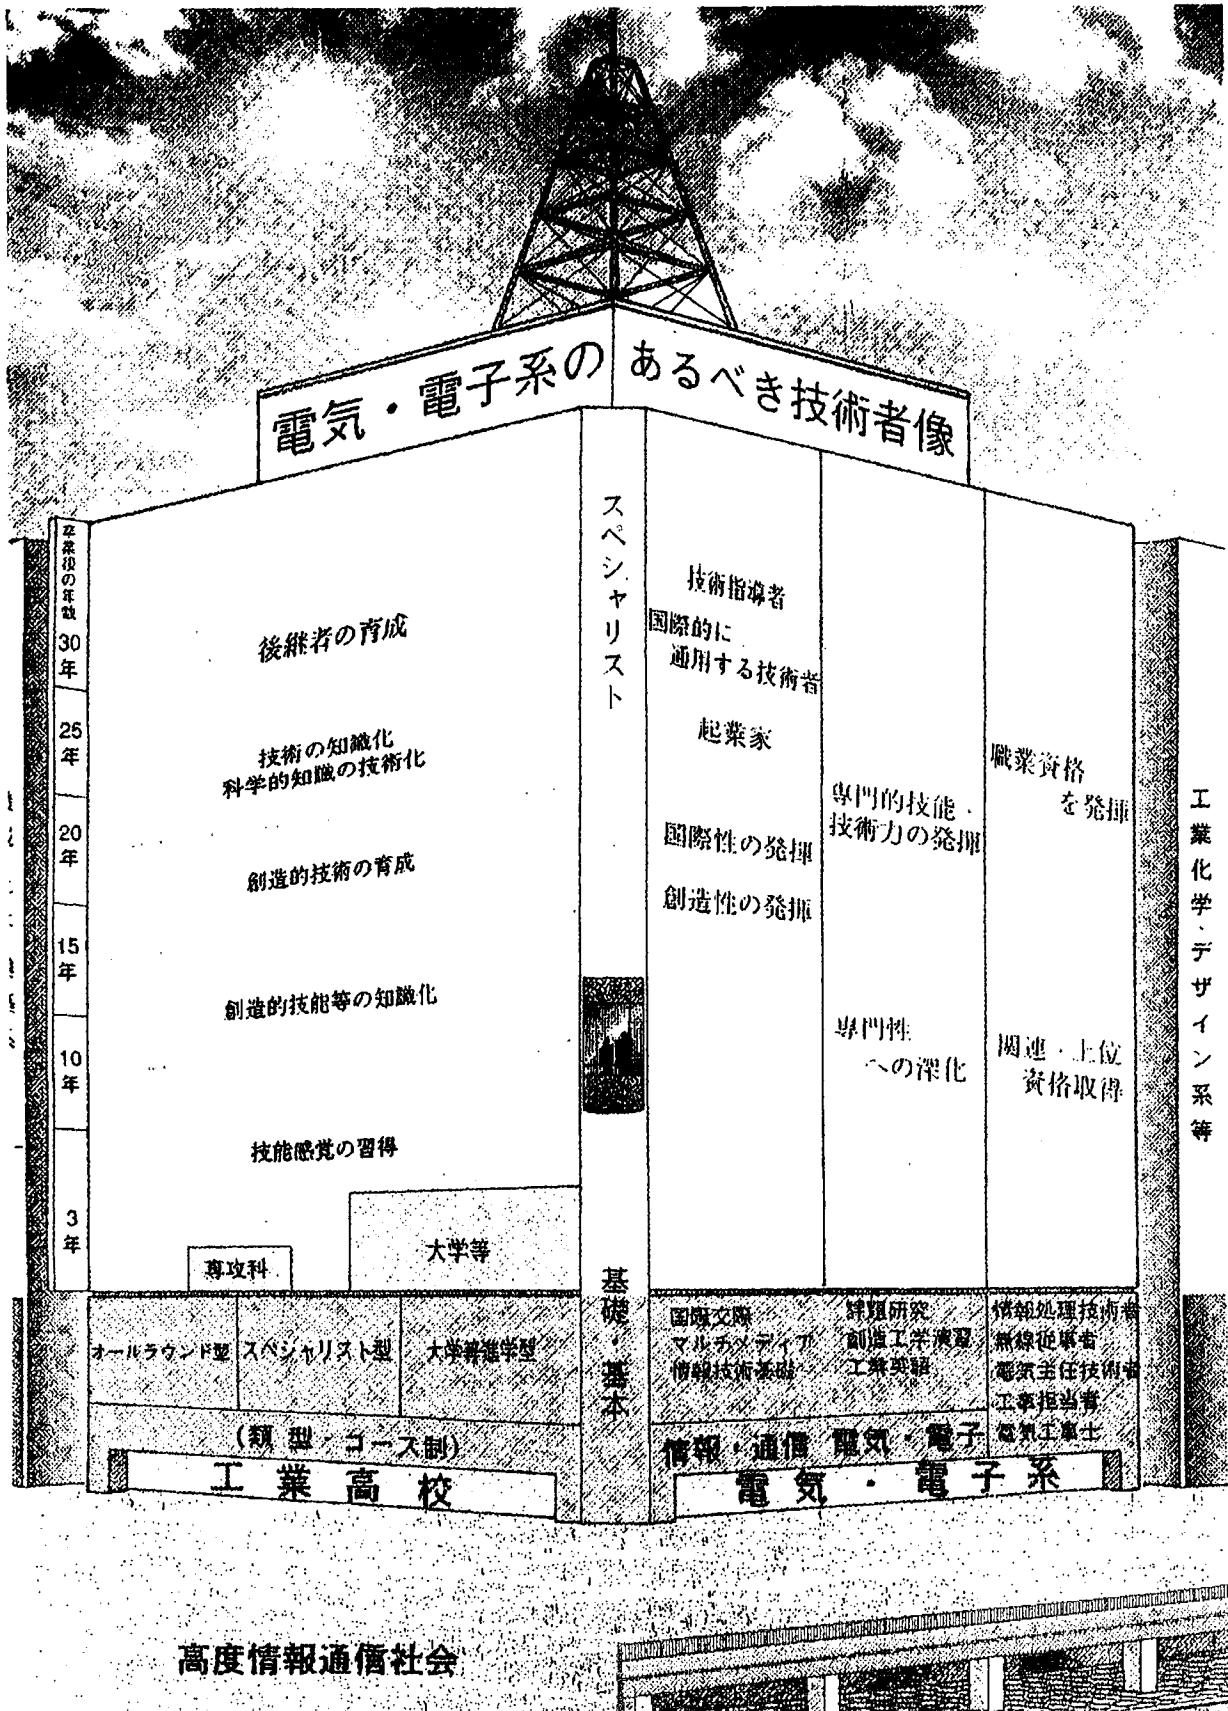 電気・電子系の あるべき技術者像
卒業後の年数
30年
25年
20年
15年
10年
3年
後継者の育成
技術の知識化
科学的知識の技術化
創造的技術の育成
創造的技能等の知識化
技能感覚の習得
専攻科
大学等
スペシャリスト
基礎・基本
技術指導者
国際的に
通用する技術者
起業家
国際性の発揮
創造性の発揮
専門的技能・
技術力の発揮
専門性
への深化
職業資格
を発揮
関連・上位
資格取得
工業化学・デザイン系等
オールラウンド型
スペシャリスト型
大学等進学型
(類型・コース制)
工業高校
国際交際
マルチメディア
情報技術基礎
課題研究
創造工学演習
工業英語
情報処理技術者
無線従事者
電気主任技術者
工事担当者
電気工事士
情報・通信 電気・電子
電気・電子系
高度情報通信社会